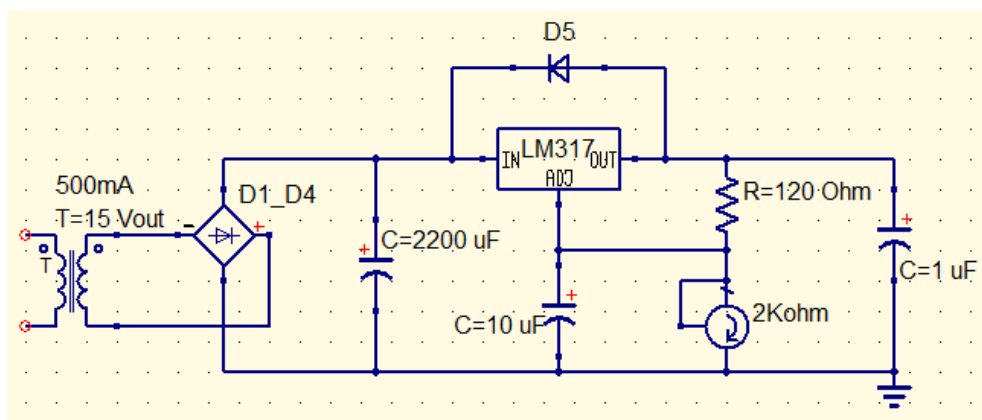 D5
IN LM317 OUT
ADJ
500mA
T=15 Vout
D1_D4
- +
R=120 Ohm
T
+
C=2200 uF
+
C=10 uF
2Kohm
+
C=1 uF